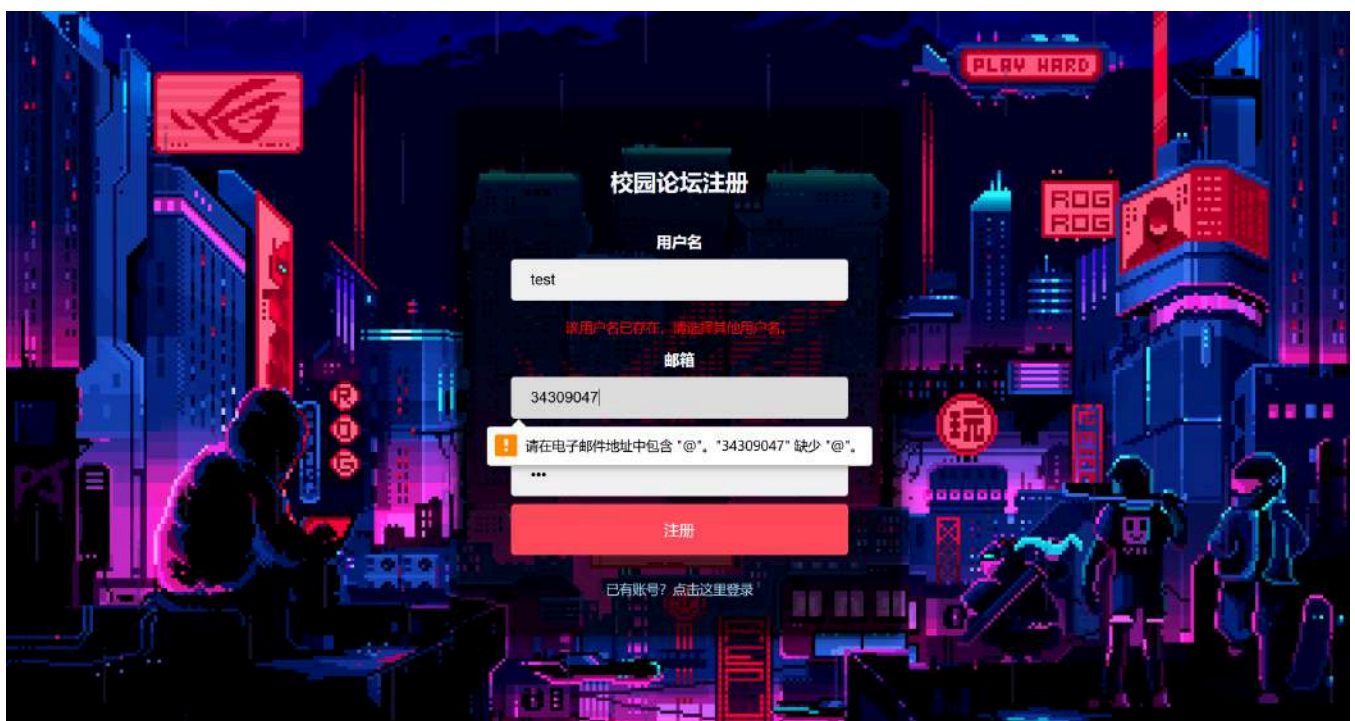 PLAY HARD
校园论坛注册
ROG
ROG
用户名
test
该用户名已存在，请选择其他用户名。
邮箱
34309047
玩
R
O
G
请在电子邮件地址中包含 "@"。"34309047" 缺少 "@"。
•••
注册
已有账号？点击这里登录